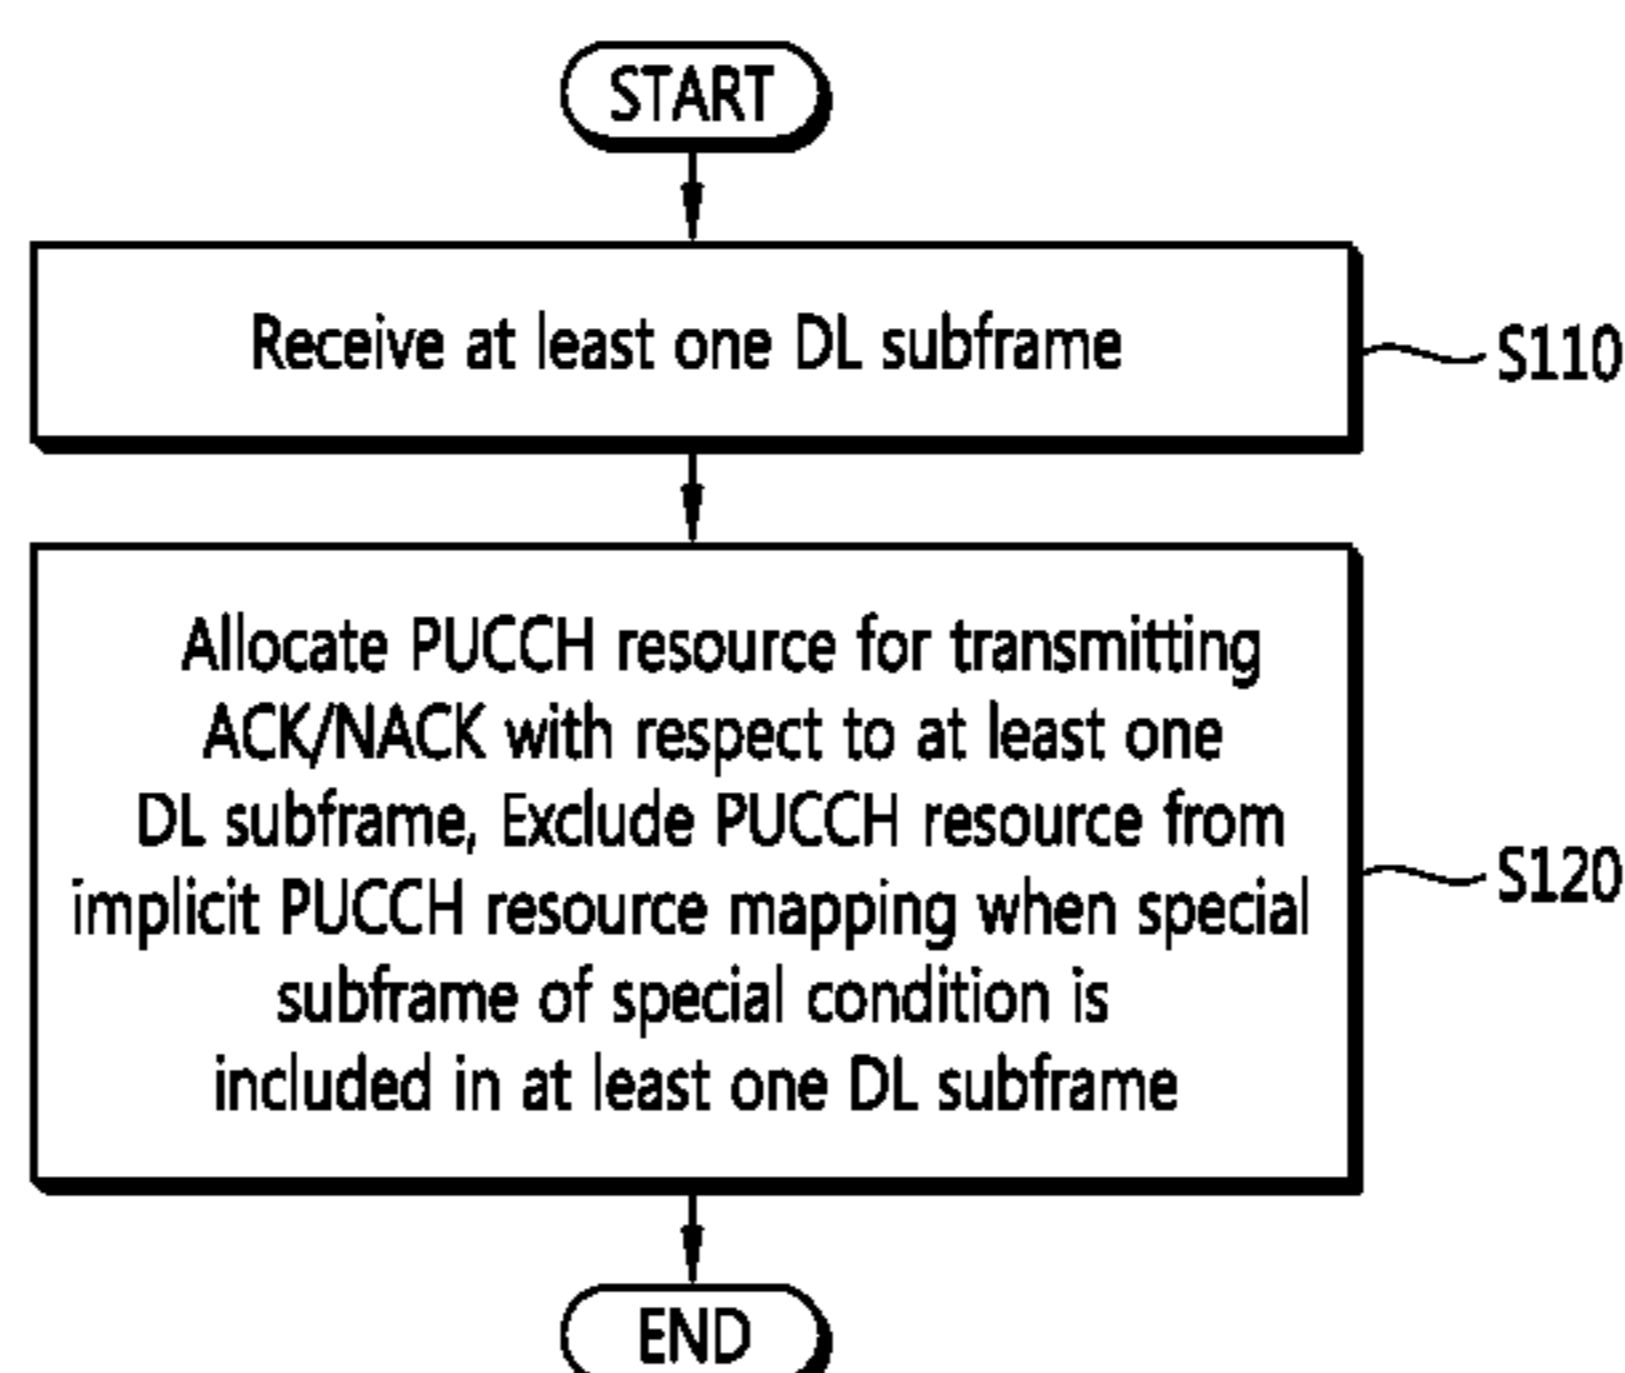 START
Receive at least one DL subframe
S110
Allocate PUCCH resource for transmitting
ACK/NACK with respect to at least one
DL subframe, Exclude PUCCH resource from
implicit PUCCH resource mapping when special
subframe of special condition is
included in at least one DL subframe
S120
END